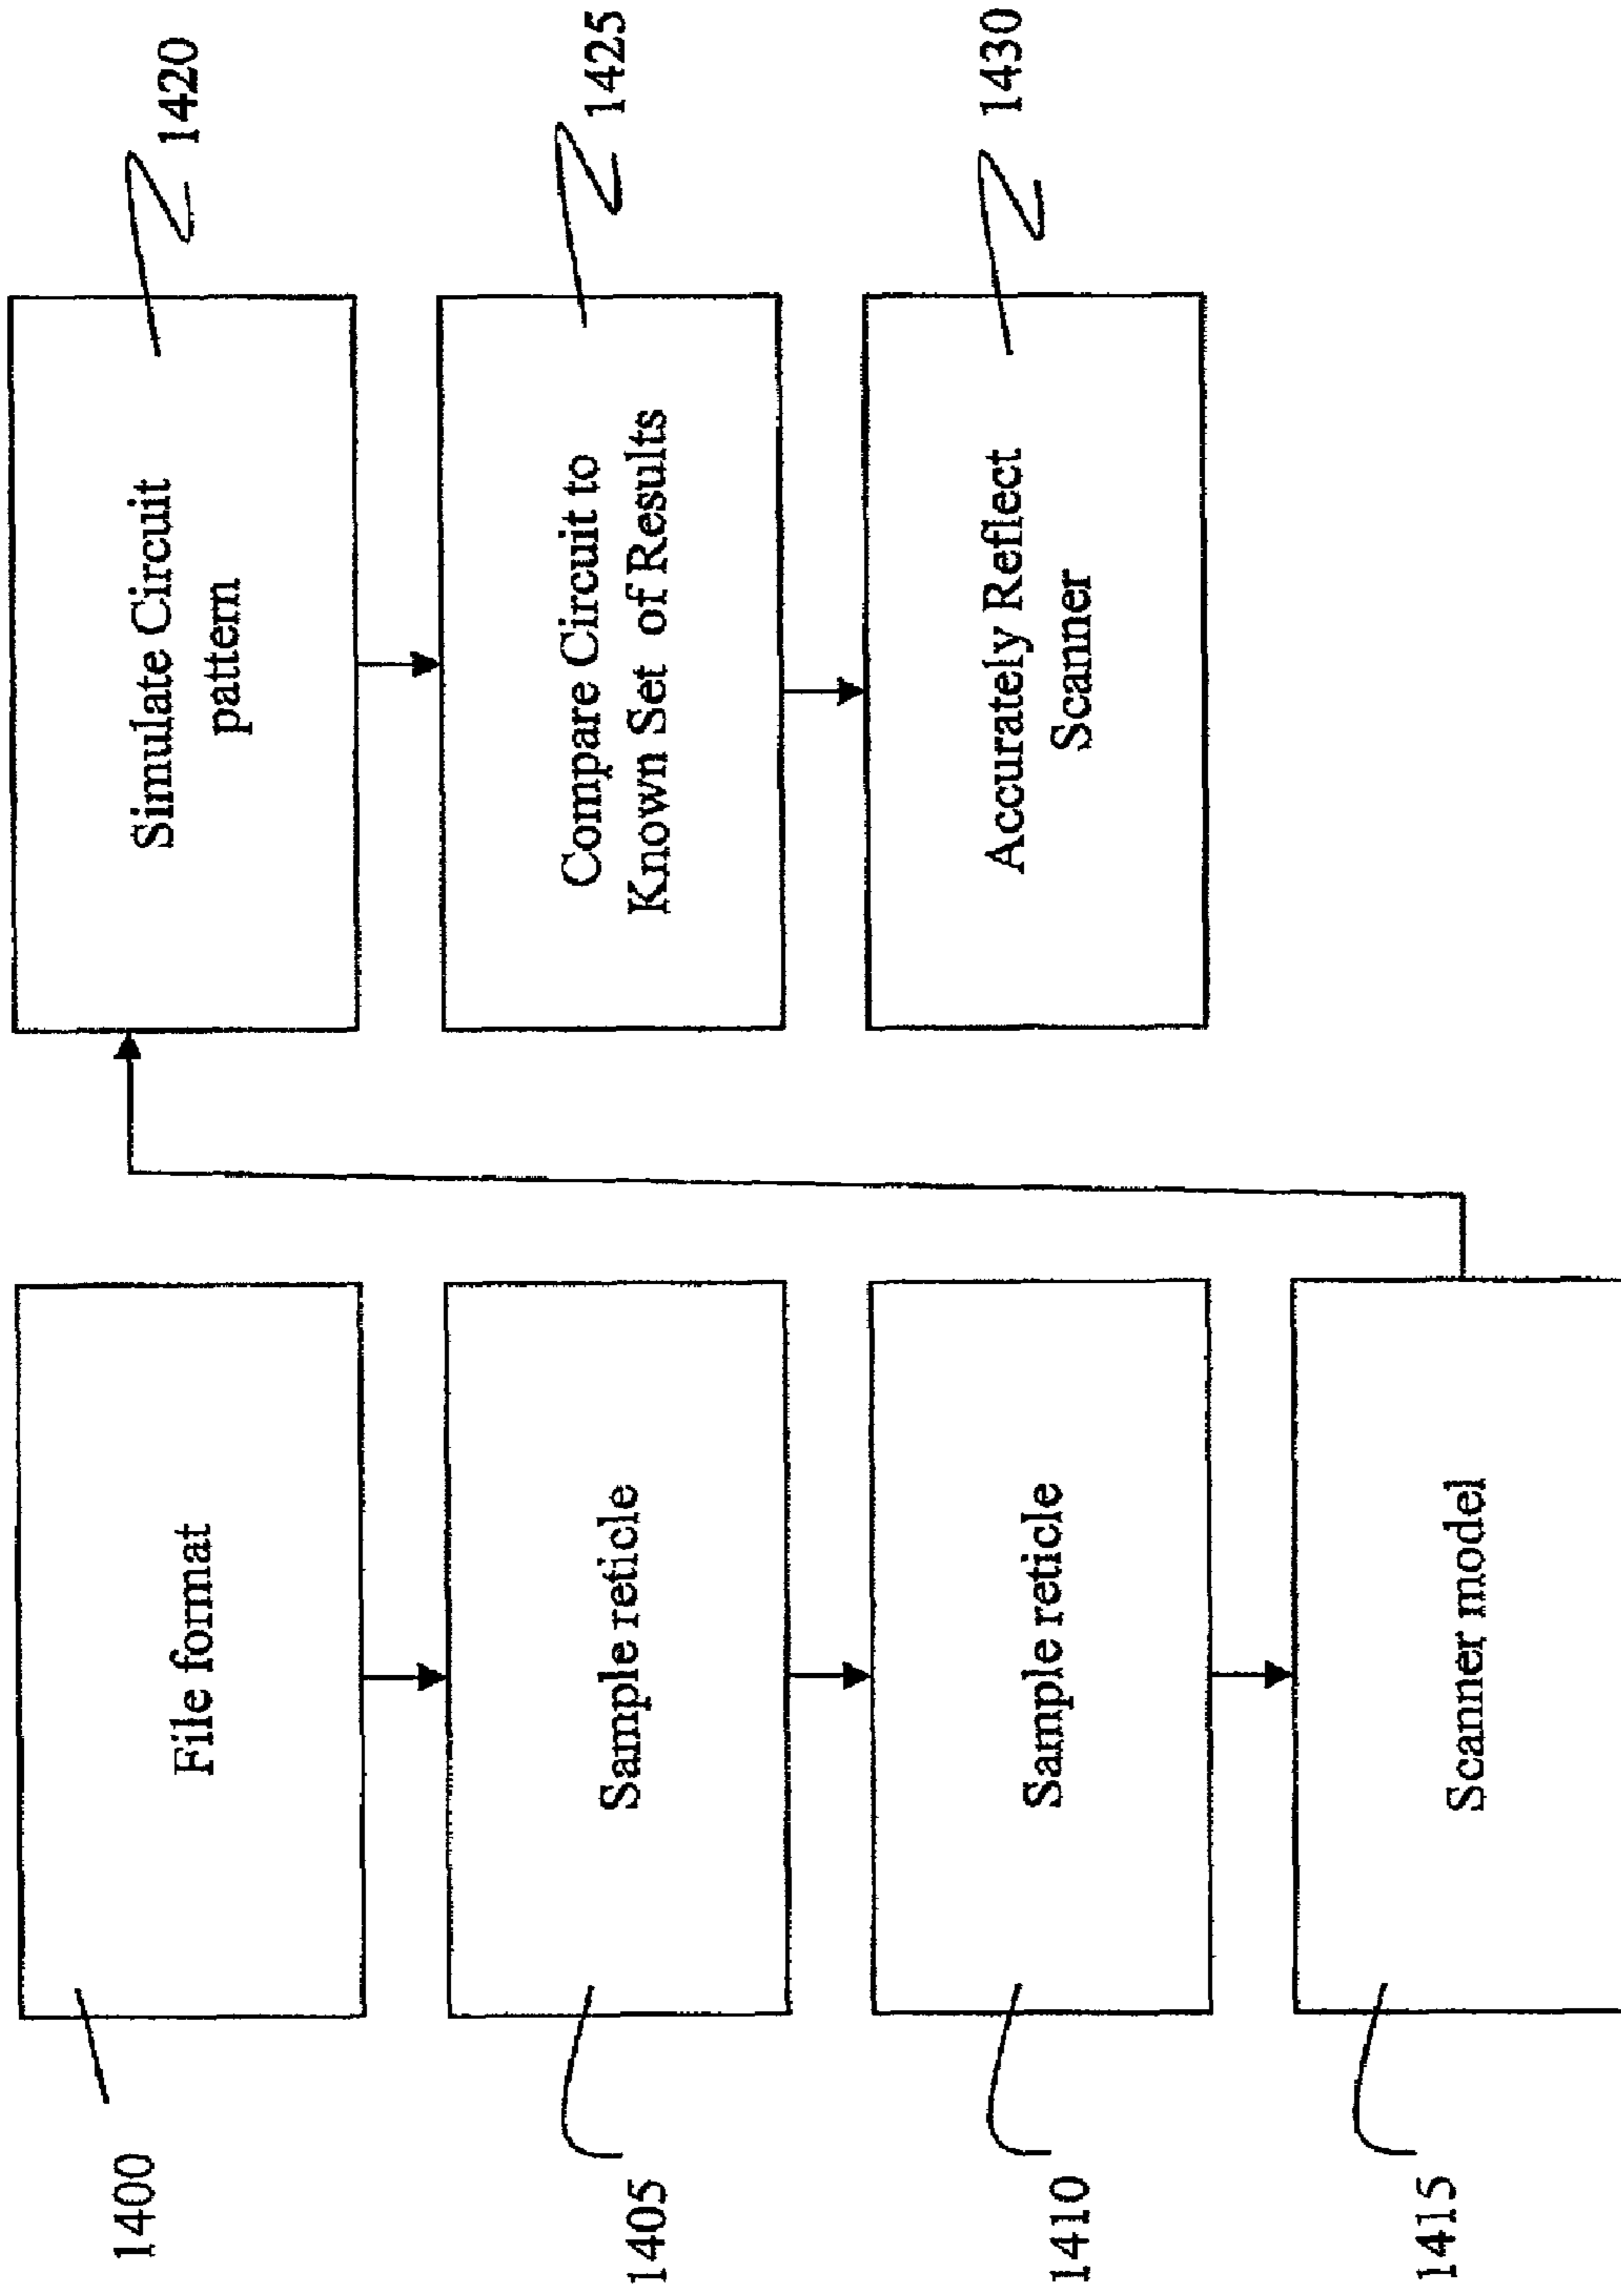 1400
File format
1405
Sample reticle
1410
Sample reticle
1415
Scanner model
Simulate Circuit
pattern
1420
Compare Circuit to
Known Set of Results
1425
Accurately Reflect
Scanner
1430